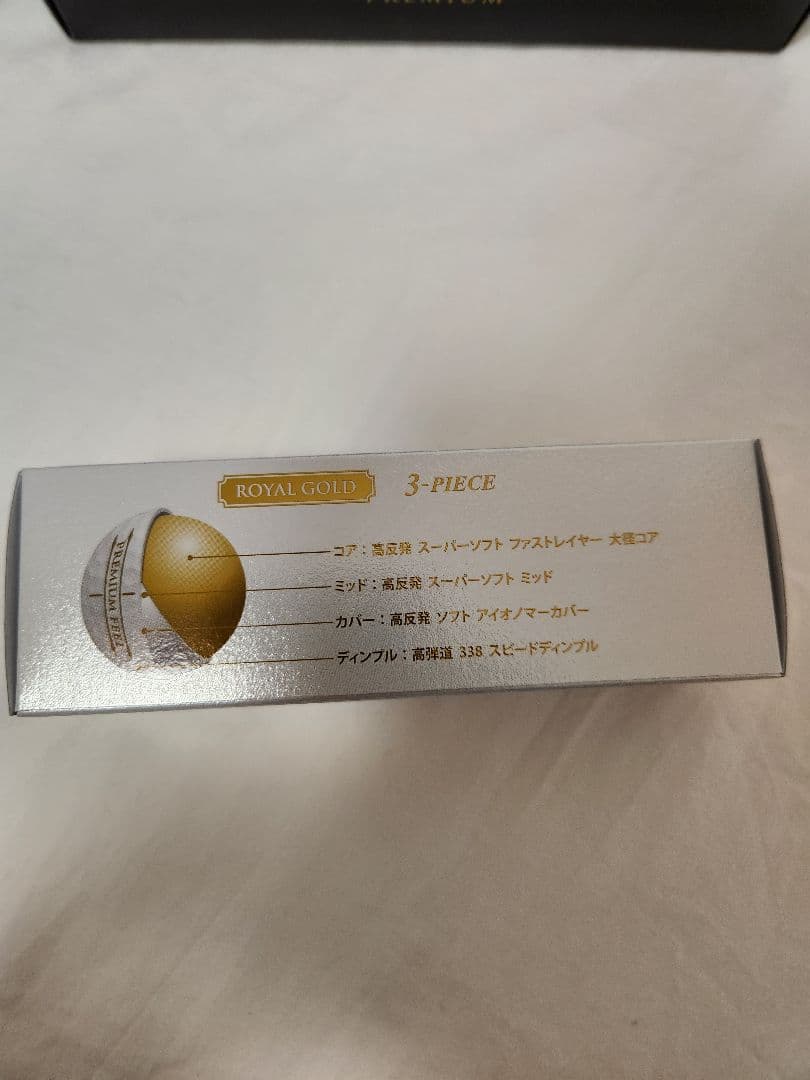 PREMIUM
ROYAL GOLD 3-PIECE
コア：高反発 スーパーソフト ファストレイヤー 大径コア
ミッド：高反発 スーパーソフト ミッド
カバー：高反発 ソフト アイオノマーカバー
ディンプル：高弾道 338 スピードディンプル
PREMIUM FEEL